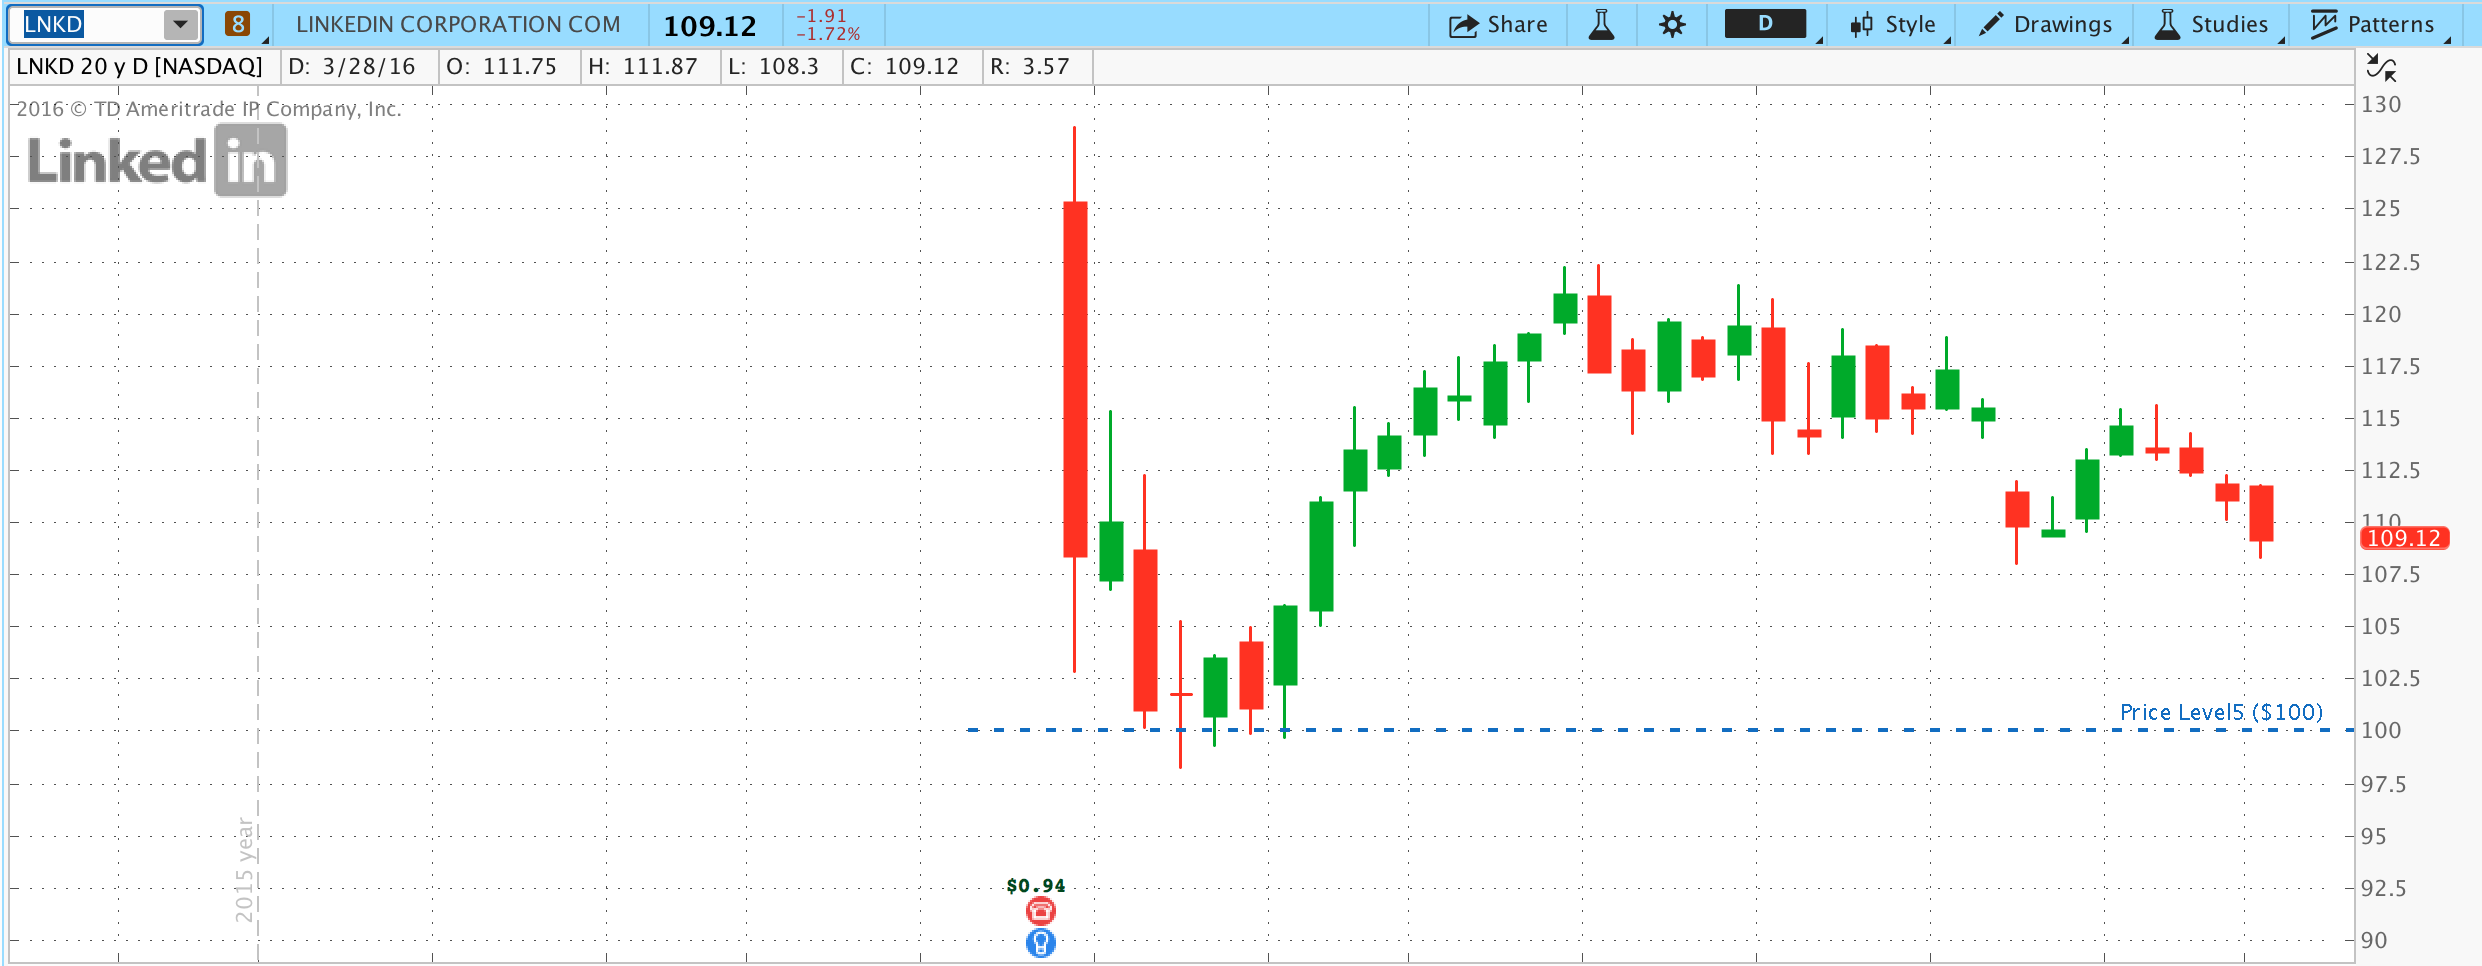 LNKD
8
LINKEDIN CORPORATION COM
109.12
-1.91
-1.72%
Share
D
Style
Drawings
Studies
Patterns
LNKD 20 y D [NASDAQ]
D: 3/28/16
O: 111.75
H: 111.87
L: 108.3
C: 109.12
R: 3.57
2016 © TD Ameritrade IP Company, Inc.
Linked in
130
127.5
125
122.5
120
117.5
115
112.5
110
109.12
107.5
105
102.5
Price Level5 ($100)
100
97.5
95
92.5
90
2015 year
$0.94